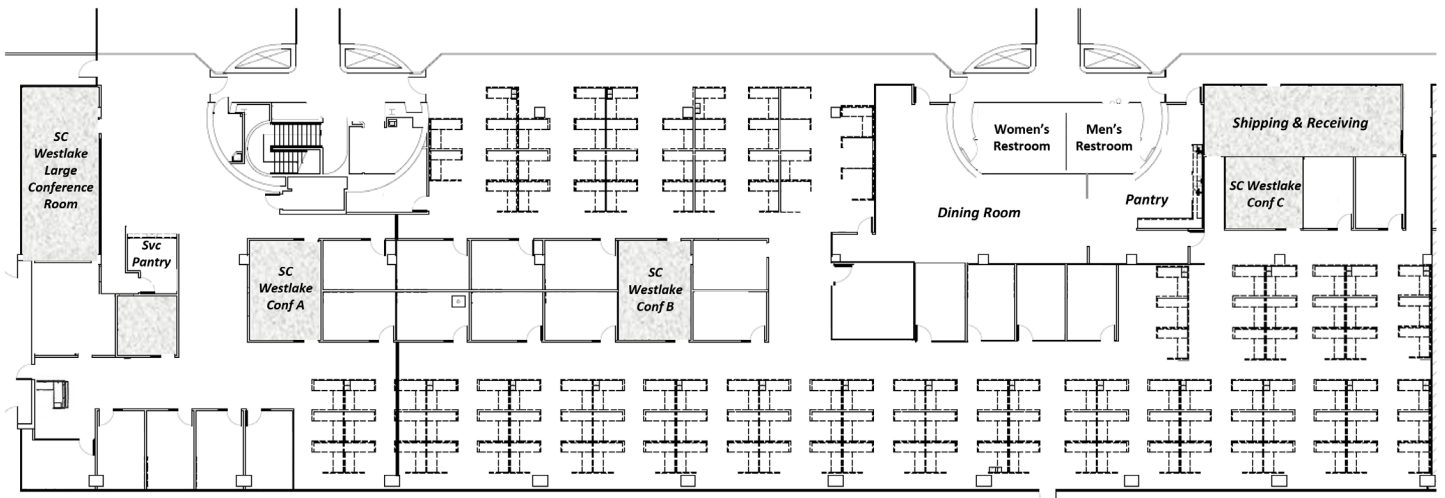 SC
Westlake
Large
Conference
Room
Svc
Pantry
SC
Westlake
Conf A
SC
Westlake
Conf B
Women's
Restroom
Men's
Restroom
Dining Room
Pantry
Shipping & Receiving
SC Westlake
Conf C